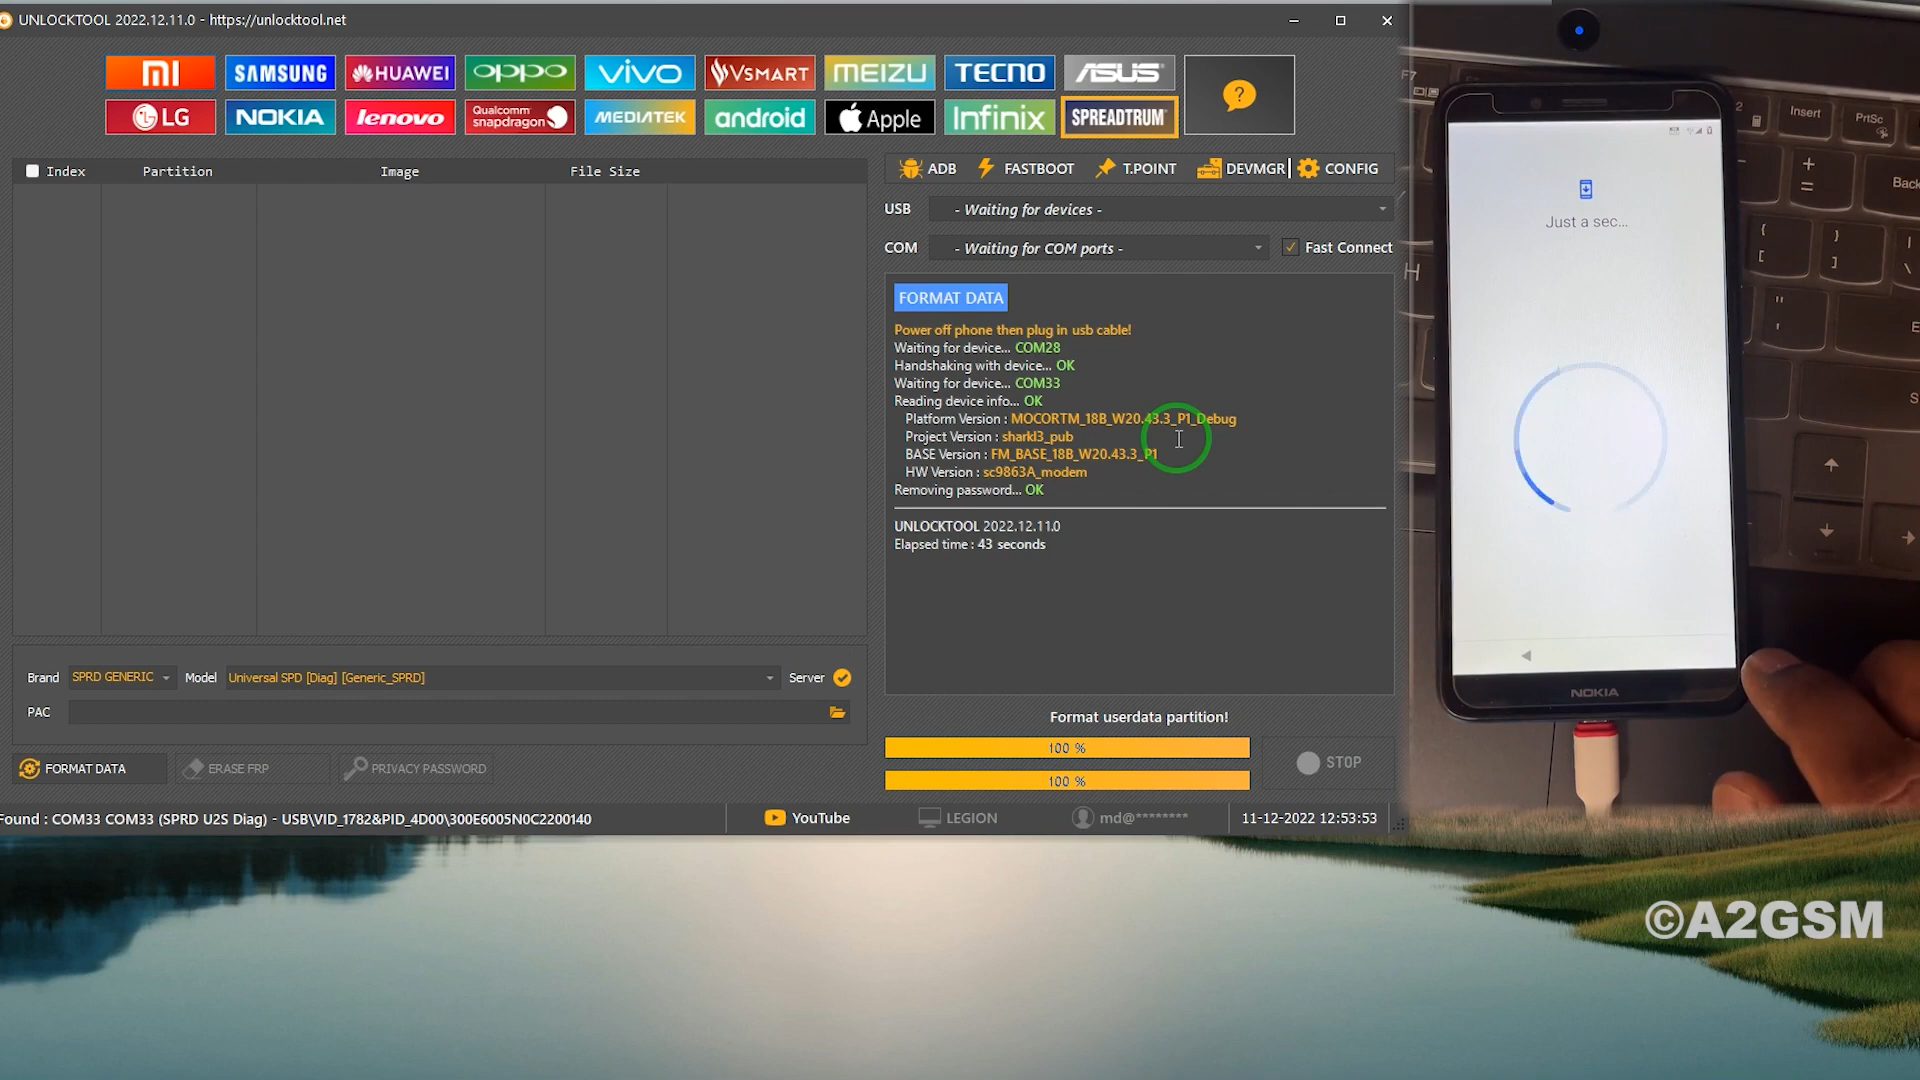 UNLOCKTOOL 2022.12.11.0 - https://unlocktool.net
MI SAMSUNG HUAWEI oppo vivo VSMART MEIZU TECNO ASUS ?
LG NOKIA lenovo Qualcomm snapdragon MEDIATEK android Apple Infinix SPREADTRUM
Index Partition Image File Size
ADB FASTBOOT T.POINT DEVMGR CONFIG
USB - Waiting for devices -
COM - Waiting for COM ports - Fast Connect
FORMAT DATA
Power off phone then plug in usb cable!
Waiting for device... COM28
Handshaking with device... OK
Waiting for device... COM33
Reading device info... OK
Platform Version : MOCORTM_18B_W20.43.3_P1_Debug
Project Version : sharkl3_pub
BASE Version : FM_BASE_18B_W20.43.3_P1
HW Version : sc9863A_modem
Removing password... OK
UNLOCKTOOL 2022.12.11.0
Elapsed time : 43 seconds
Brand SPRD GENERIC Model Universal SPD [Diag] [Generic_SPRD] Server
PAC
Format userdata partition!
100 %
100 %
STOP
FORMAT DATA ERASE FRP PRIVACY PASSWORD
Found : COM33 COM33 (SPRD U2S Diag) - USB\VID_1782&PID_4D00\300E6005N0C2200140
YouTube LEGION md@******** 11-12-2022 12:53:53
Just a sec...
NOKIA
F7
Insert
PrtSc
Back
H
©A2GSM